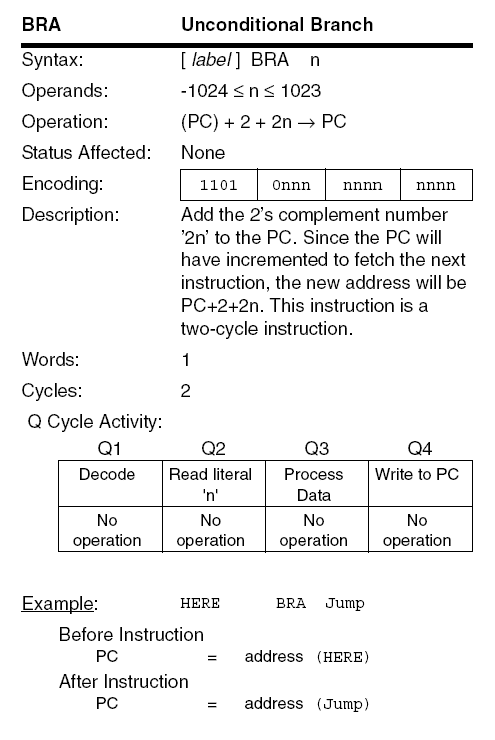 BRA Unconditional Branch
Syntax: [ label ] BRA n
Operands: -1024 ≤ n ≤ 1023
Operation: (PC) + 2 + 2n → PC
Status Affected: None
Encoding: 1101 0nnn nnnn nnnn
Description: Add the 2's complement number
'2n' to the PC. Since the PC will
have incremented to fetch the next
instruction, the new address will be
PC+2+2n. This instruction is a
two-cycle instruction.
Words: 1
Cycles: 2
Q Cycle Activity:
Q1 Q2 Q3 Q4
Decode Read literal Process Write to PC
'n' Data
No No No No
operation operation operation operation
Example: HERE BRA Jump
Before Instruction
PC = address (HERE)
After Instruction
PC = address (Jump)